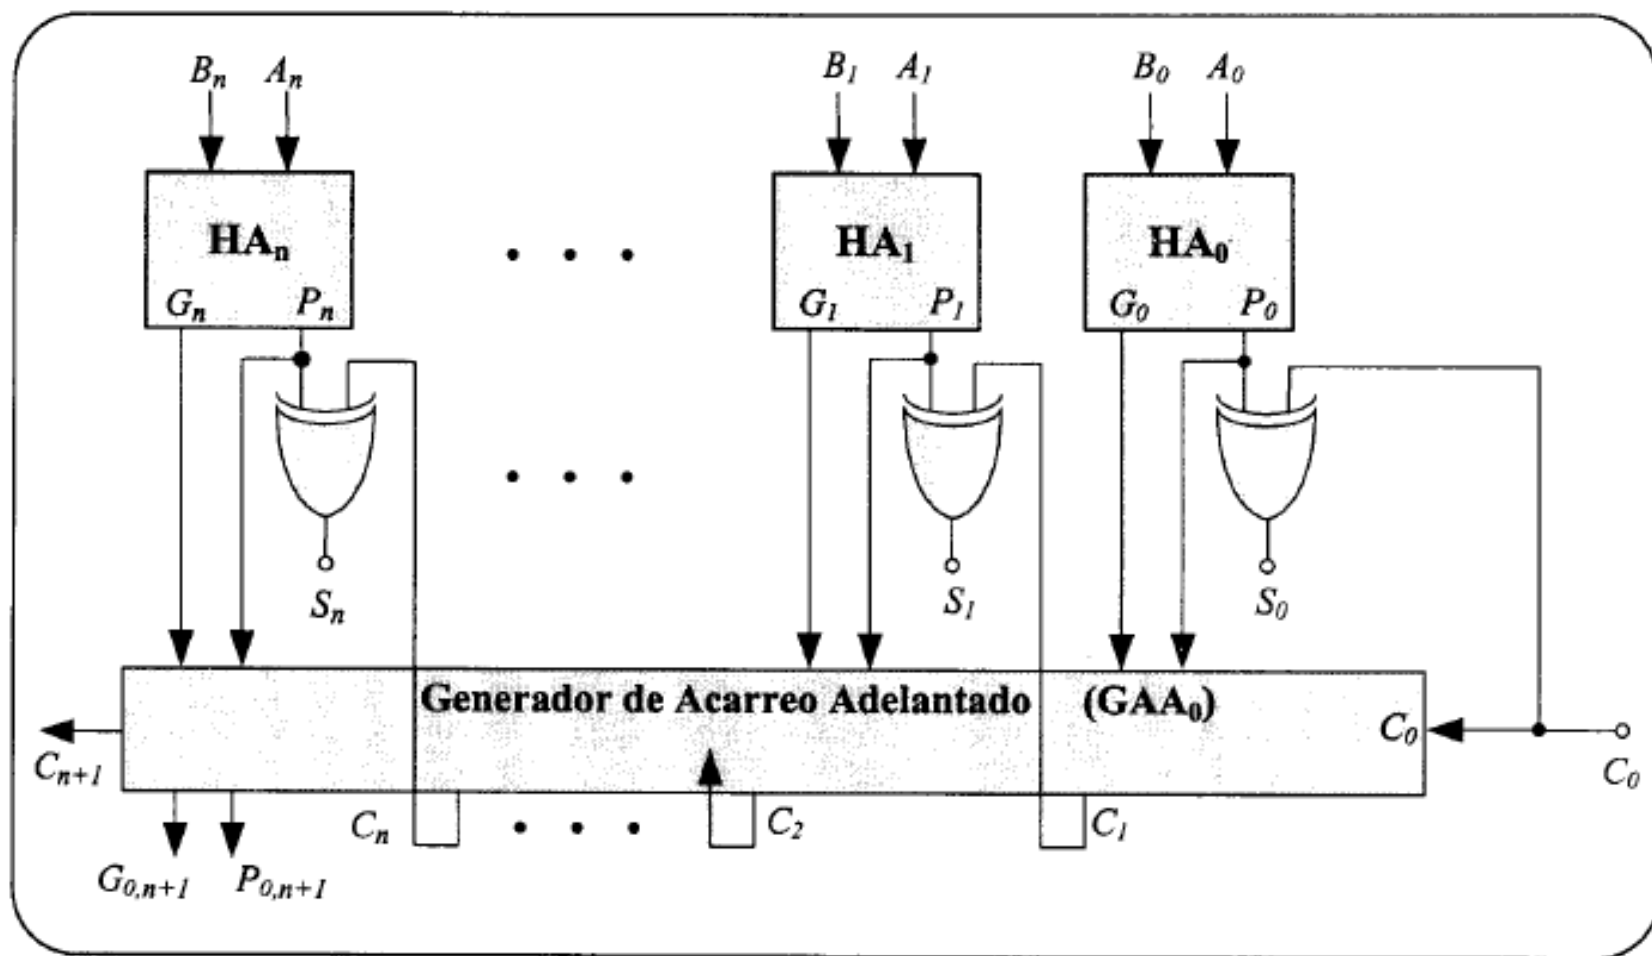 Bₙ Aₙ B₁ A₁ B₀ A₀
HAₙ HA₁ HA₀
Gₙ Pₙ G₁ P₁ G₀ P₀
Sₙ S₁ S₀
Generador de Acarreo Adelantado (GAA₀)
C₀
Cₙ₊₁ C₀
Cₙ C₂ C₁
G₀,ₙ₊₁ P₀,ₙ₊₁